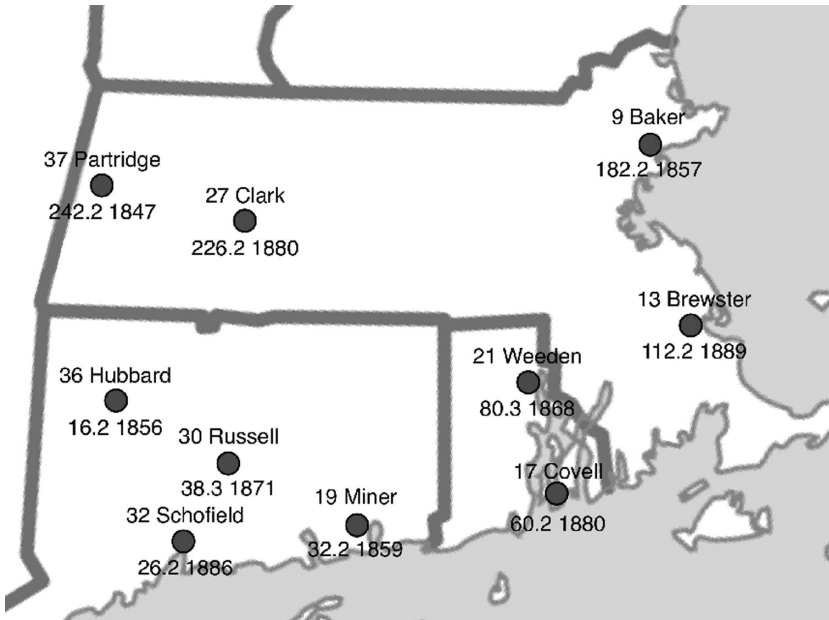 9 Baker
182.2 1857
37 Partridge
242.2 1847
27 Clark
226.2 1880
13 Brewster
112.2 1889
21 Weeden
80.3 1868
36 Hubbard
16.2 1856
30 Russell
38.3 1871
17 Covell
60.2 1880
19 Miner
32.2 1859
32 Schofield
26.2 1886